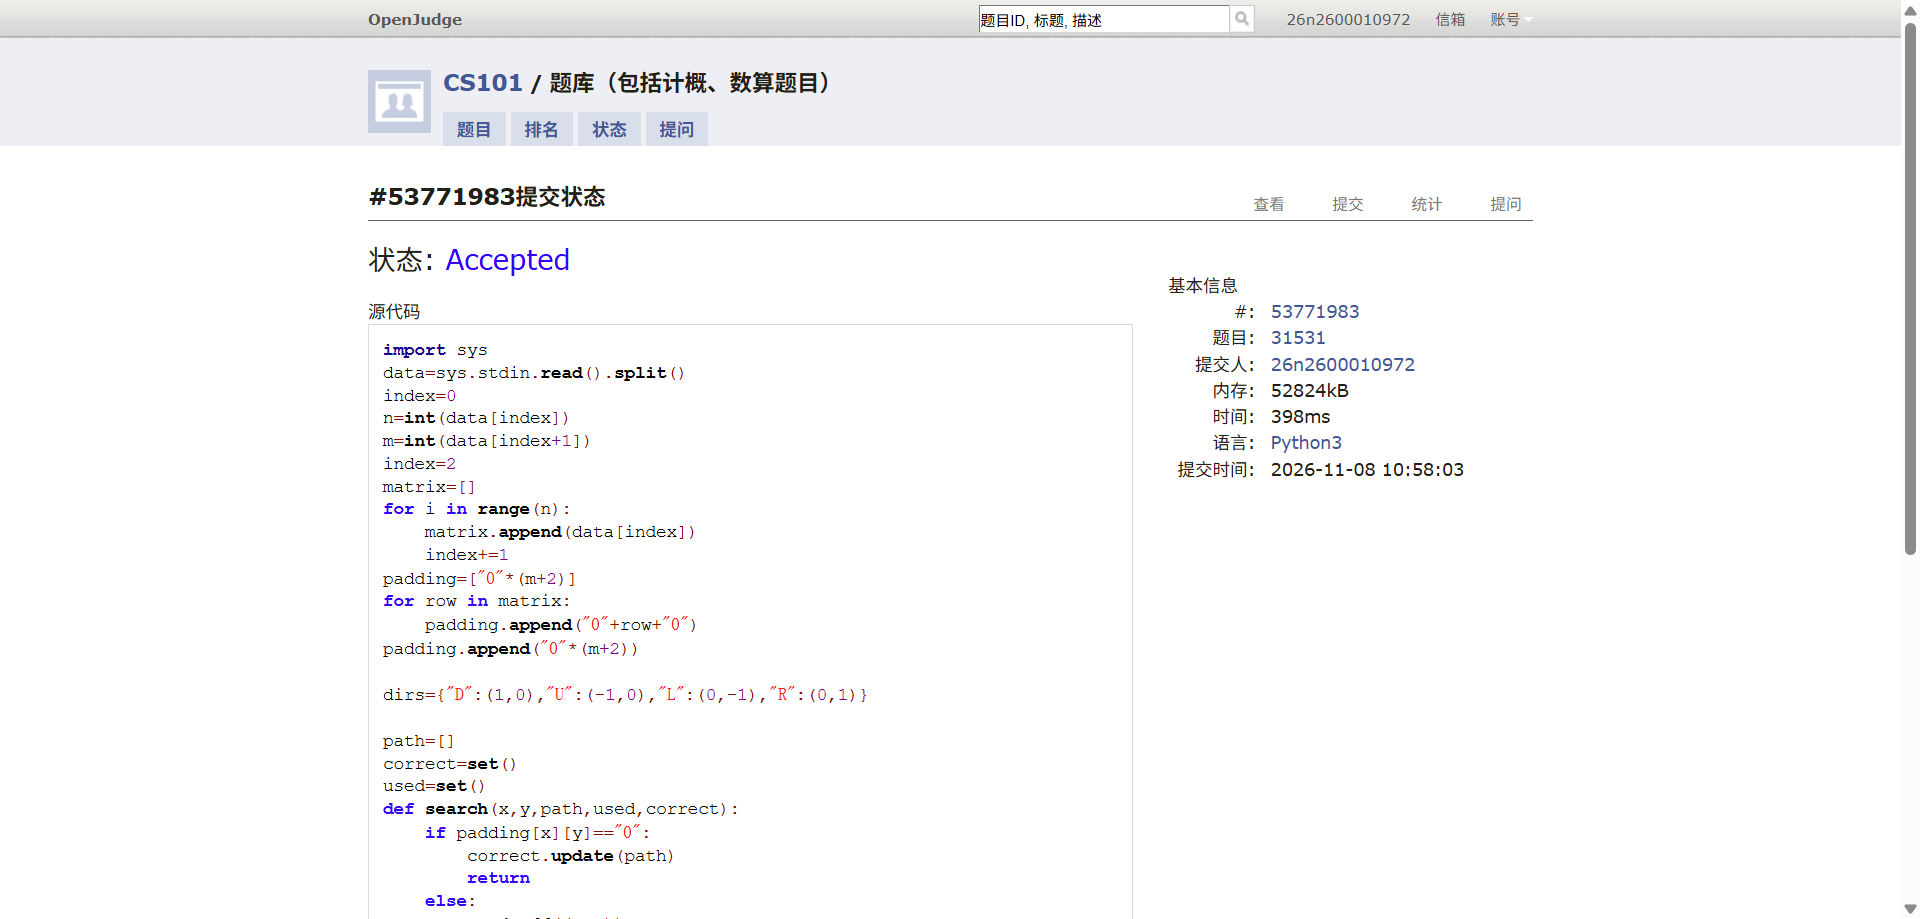 OpenJudge
题目ID, 标题, 描述
26n2600010972 信箱 账号
CS101 / 题库（包括计概、数算题目）
题目 排名 状态 提问
#53771983提交状态
查看 提交 统计 提问
状态: Accepted
源代码
import sys
data=sys.stdin.read().split()
index=0
n=int(data[index])
m=int(data[index+1])
index=2
matrix=[]
for i in range(n):
    matrix.append(data[index])
    index+=1
padding=["0"*(m+2)]
for row in matrix:
    padding.append("0"+row+"0")
padding.append("0"*(m+2))
dirs={"D":(1,0),"U":(-1,0),"L":(0,-1),"R":(0,1)}
path=[]
correct=set()
used=set()
def search(x,y,path,used,correct):
    if padding[x][y]=="0":
        correct.update(path)
        return
    else:
基本信息
#: 53771983
题目: 31531
提交人: 26n2600010972
内存: 52824kB
时间: 398ms
语言: Python3
提交时间: 2026-11-08 10:58:03